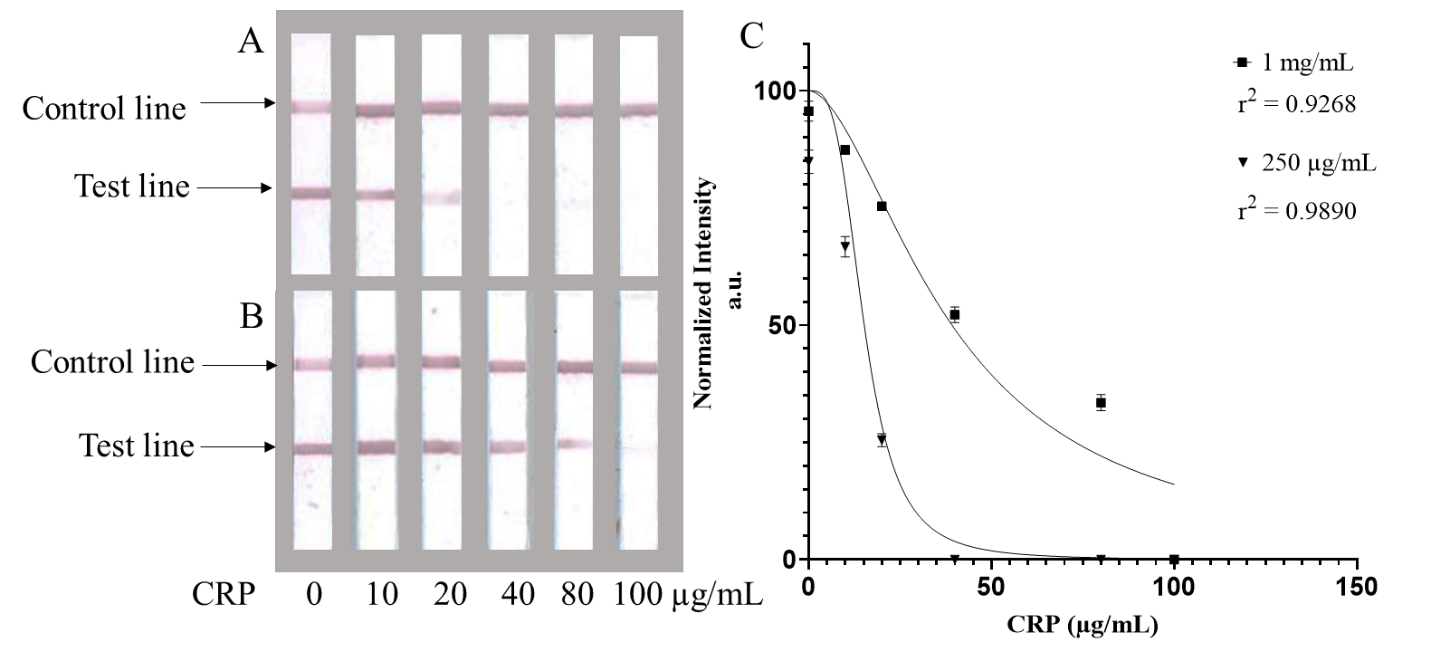 A
Control line
Test line
B
Control line
Test line
CRP 0 10 20 40 80 100 µg/mL
C
Normalized Intensity
a.u.
100
50
0
0 50 100 150
CRP (µg/mL)
1 mg/mL
r² = 0.9268
250 µg/mL
r² = 0.9890